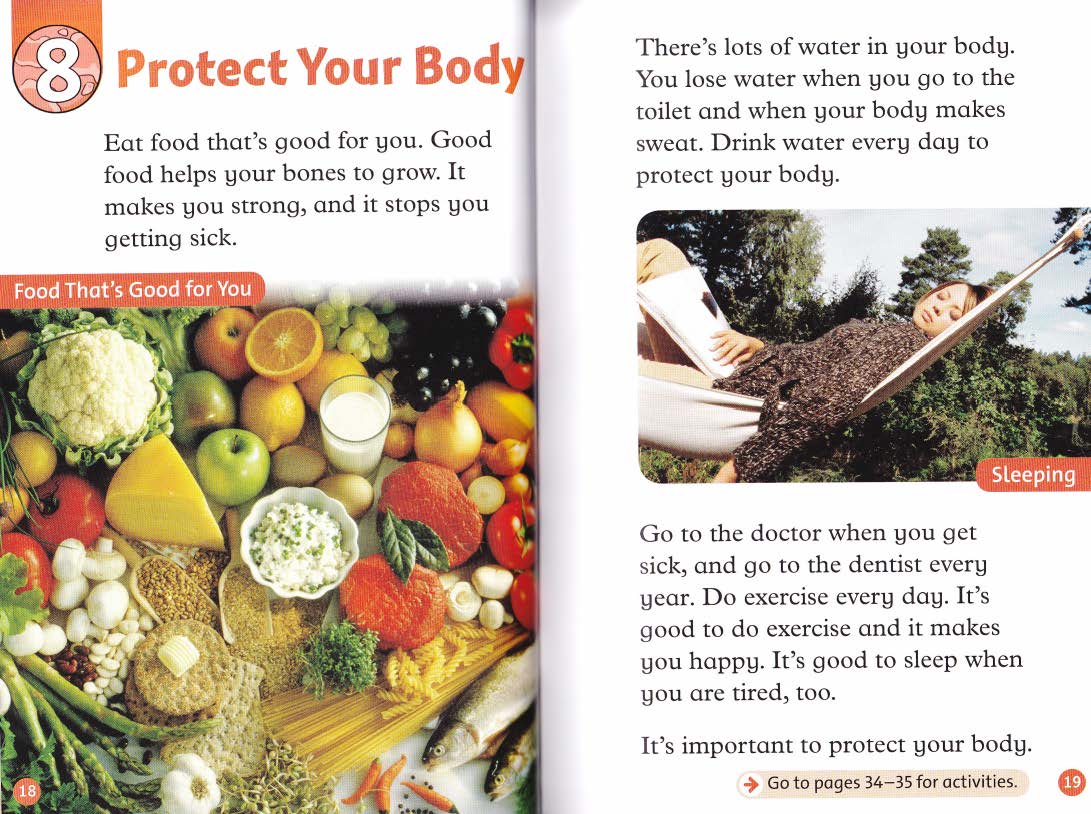 8
Protect Your Body
Eat food that's good for you. Good
food helps your bones to grow. It
makes you strong, and it stops you
getting sick.
Food That's Good for You
18
There's lots of water in your body.
You lose water when you go to the
toilet and when your body makes
sweat. Drink water every day to
protect your body.
Sleeping
Go to the doctor when you get
sick, and go to the dentist every
year. Do exercise every day. It's
good to do exercise and it makes
you happy. It's good to sleep when
you are tired, too.
It's important to protect your body.
Go to pages 34–35 for activities.
19